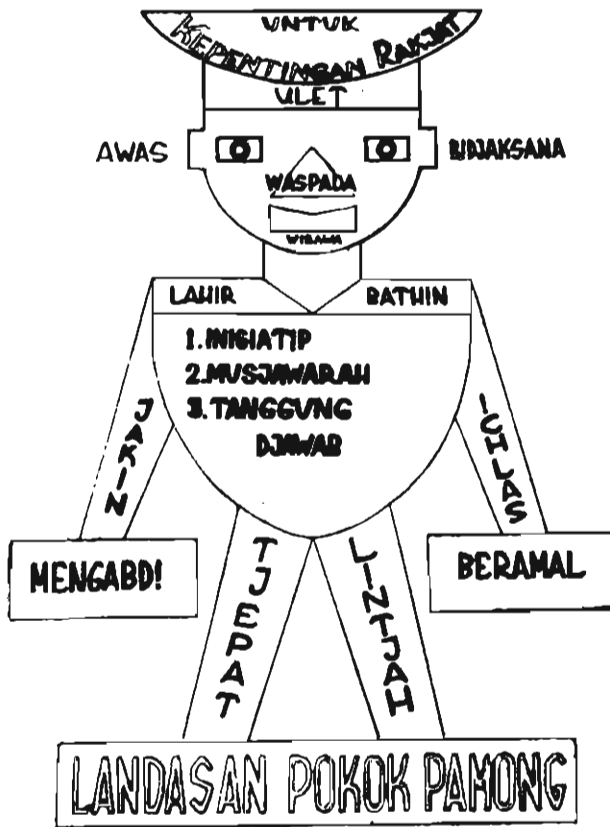 UNTUK
KEPENTINGAN RAKJAT
ULET
AWAS
BIDJAKSANA
WASPADA
WIBAWA
LAHIR BATHIN
1. INISIATIP
2. MUSJAWARAH
3. TANGGUNG
DJAWAB
JAKIN
ICHLAS
MENGABDI
BERAMAL
TJEPAT
LINTJAH
LANDASAN POKOK PAMONG